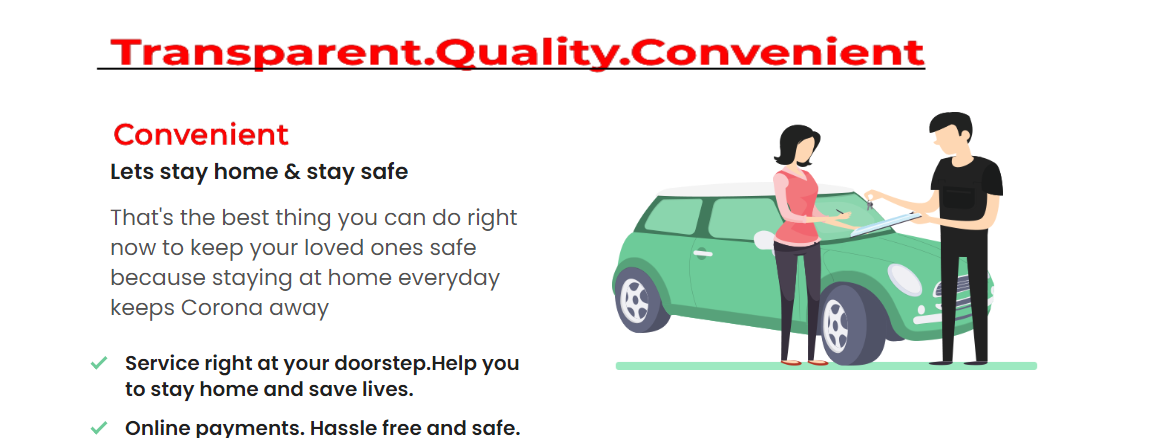 Transparent.Quality.Convenient
Convenient
Lets stay home & stay safe
That's the best thing you can do right
now to keep your loved ones safe
because staying at home everyday
keeps Corona away
Service right at your doorstep.Help you
to stay home and save lives.
Online payments. Hassle free and safe.